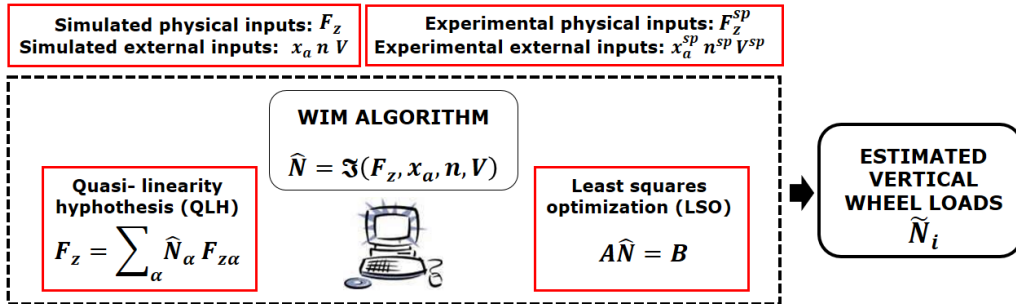 Simulated physical inputs: F_z
Simulated external inputs: x_a n V
Experimental physical inputs: F_z^{sp}
Experimental external inputs: x_a^{sp} n^{sp} V^{sp}
WIM ALGORITHM
N̂ = ℑ(F_z, x_a, n, V)
Quasi- linearity
hyphothesis (QLH)
F_z = ∑_α N̂_α F_{zα}
Least squares
optimization (LSO)
AN̂ = B
ESTIMATED
VERTICAL
WHEEL LOADS
Ñ_i